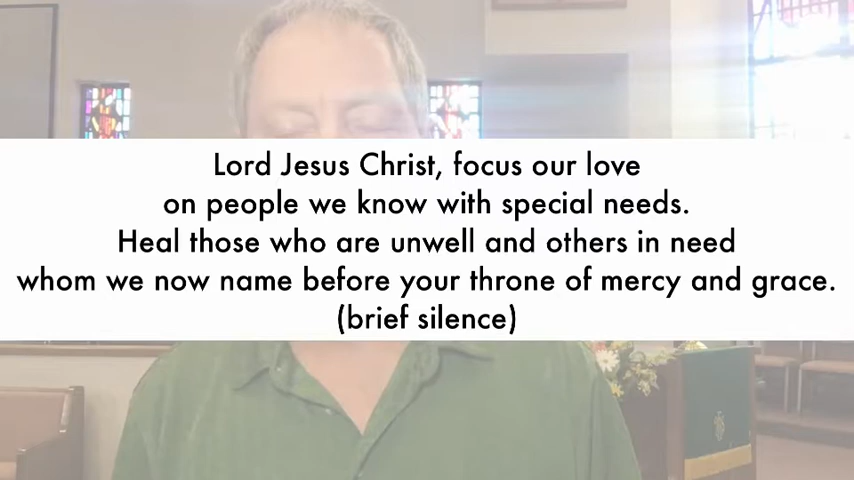 Lord Jesus Christ, focus our love
on people we know with special needs.
Heal those who are unwell and others in need
whom we now name before your throne of mercy and grace.
(brief silence)